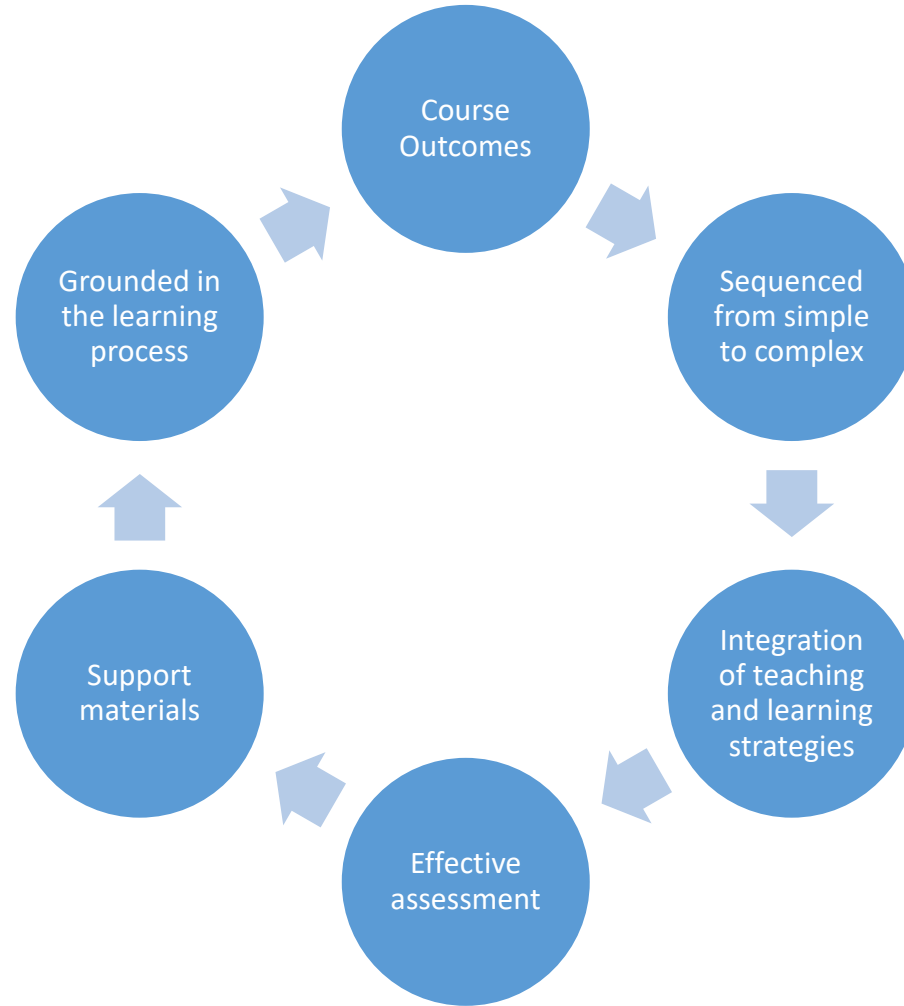 Course
Outcomes
Sequenced
from simple
to complex
Integration
of teaching
and learning
strategies
Effective
assessment
Support
materials
Grounded in
the learning
process